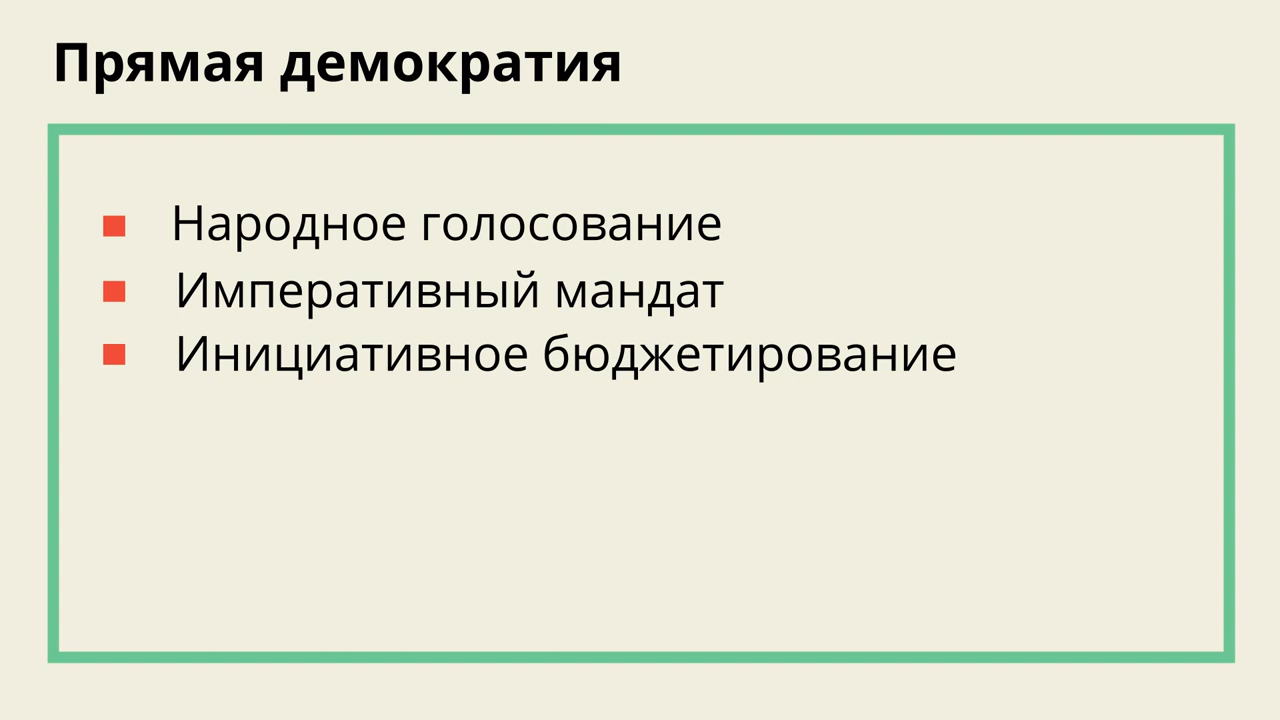 Прямая демократия
Народное голосование
Императивный мандат
Инициативное бюджетирование